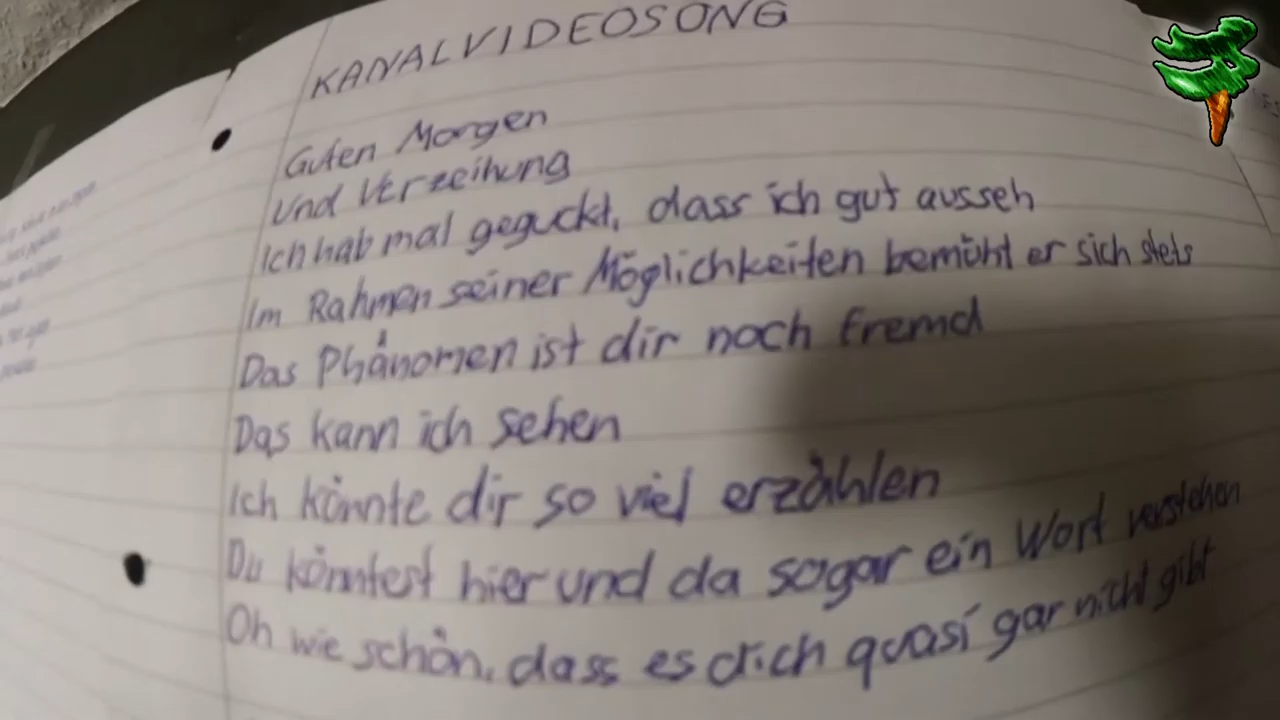 KANALVIDEOSONG
Guten Morgen
Und Verzeihung
Ich hab mal geguckt, dass ich gut ausseh
Im Rahmen seiner Möglichkeiten bemüht er sich stets
Das Phänomen ist dir noch fremd
Das kann ich sehen
Ich könnte dir so viel erzählen
Du könntest hier und da sogar ein Wort verstehen
Oh wie schön, dass es dich quasi gar nicht gibt